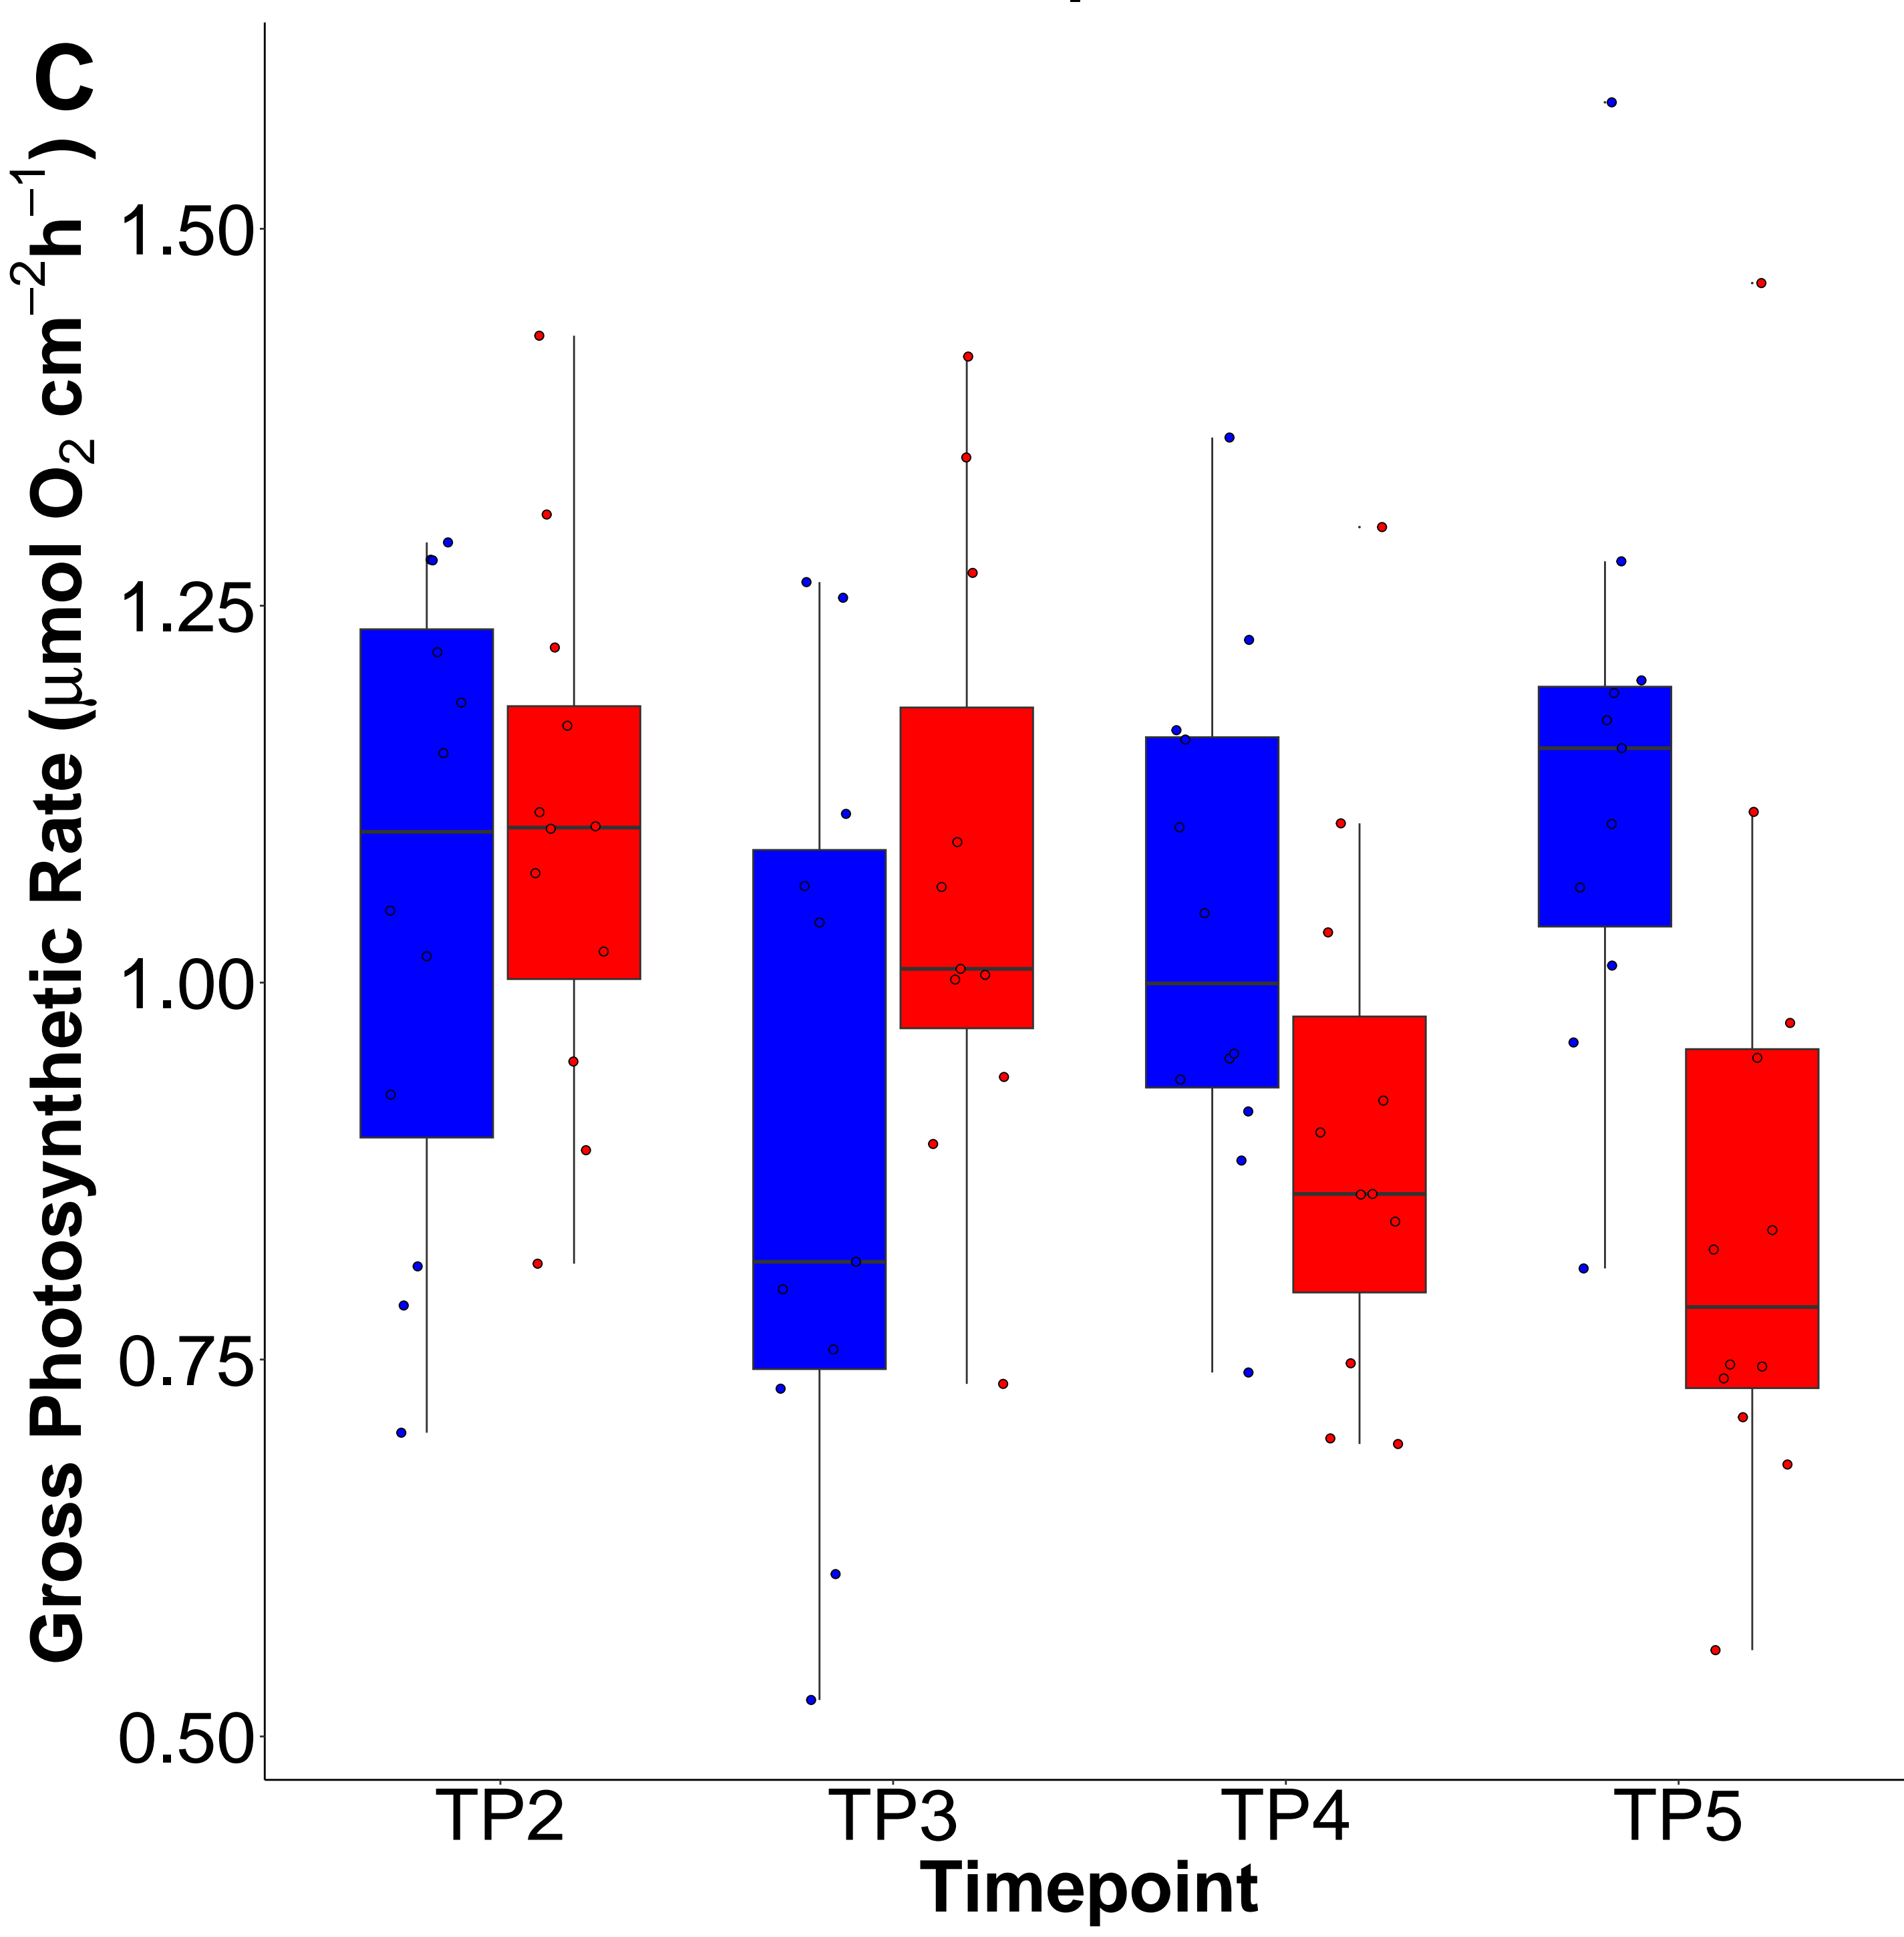 C
Gross Photosynthetic Rate (μmol O₂ cm⁻²h⁻¹)
1.50
1.25
1.00
0.75
0.50
TP2 TP3 TP4 TP5
Timepoint